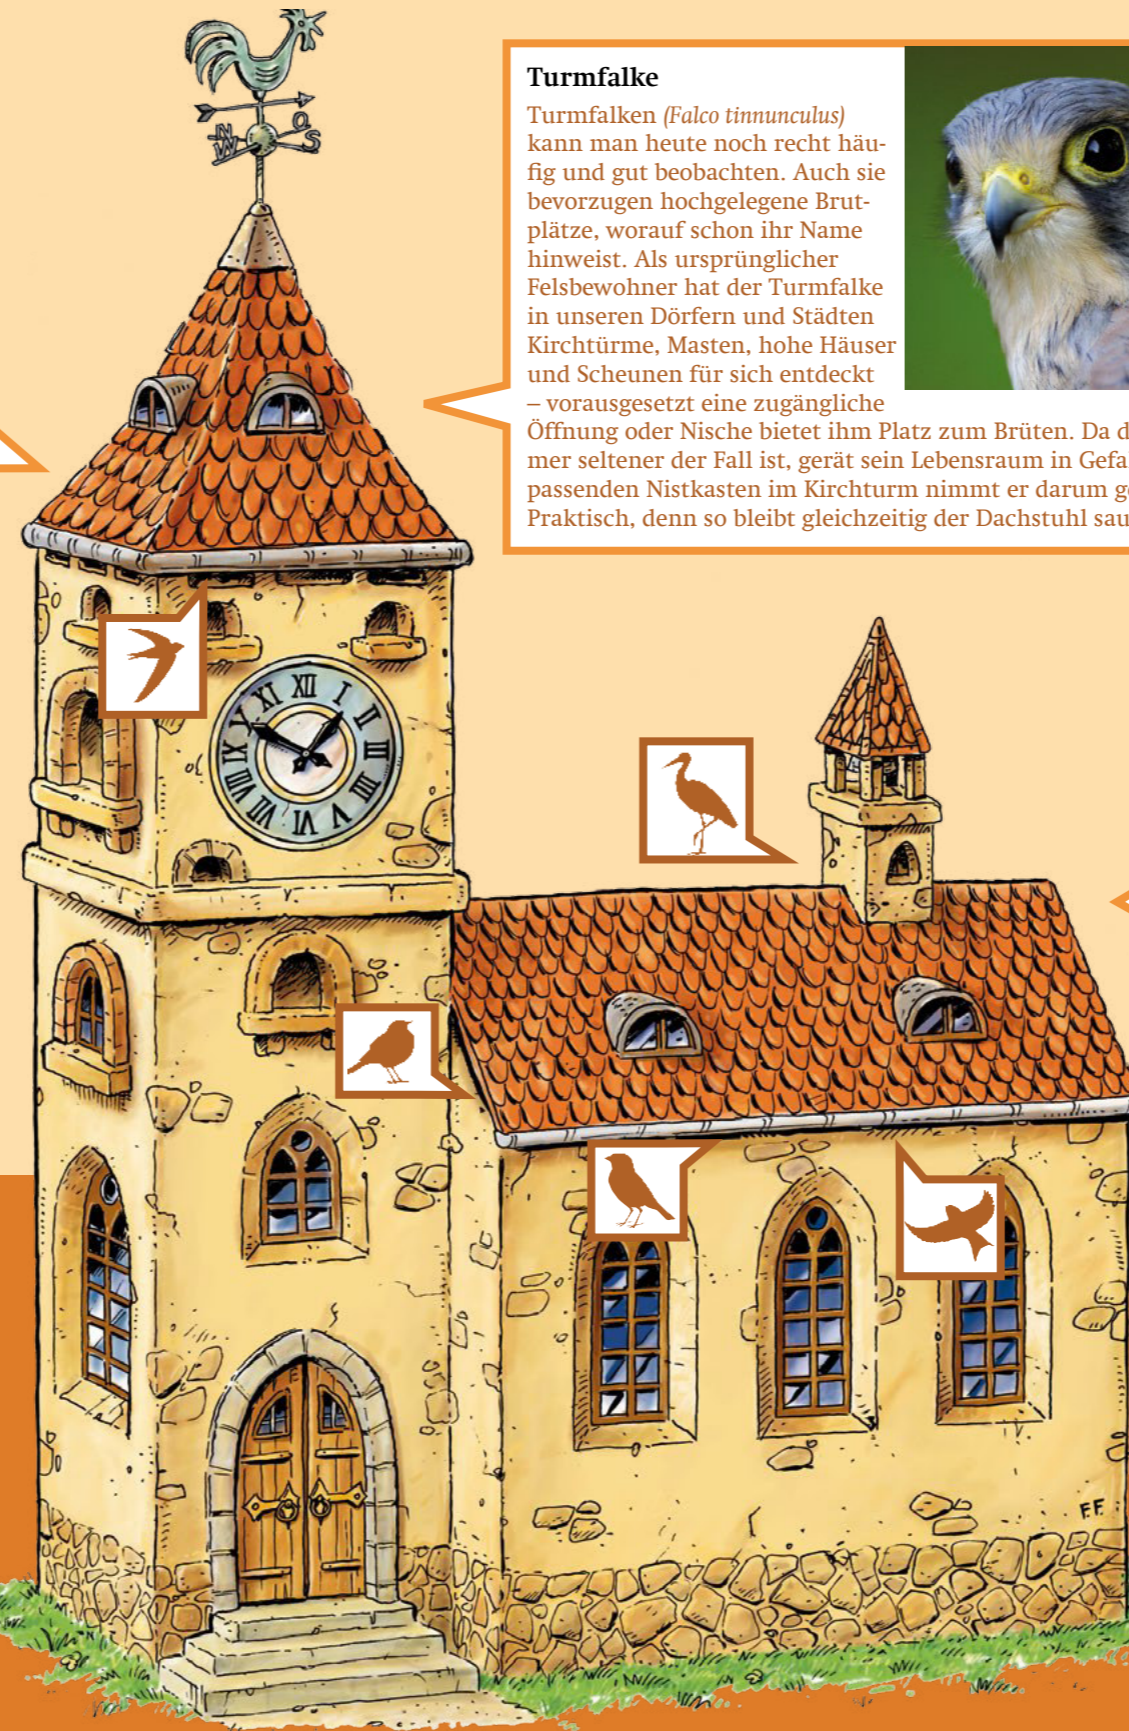 N O
W S
Turmfalke
Turmfalken (Falco tinnunculus)
kann man heute noch recht häu-
fig und gut beobachten. Auch sie
bevorzugen hochgelegene Brut-
plätze, worauf schon ihr Name
hinweist. Als ursprünglicher
Felsbewohner hat der Turmfalke
in unseren Dörfern und Städten
Kirchtürme, Masten, hohe Häuser
und Scheunen für sich entdeckt
– vorausgesetzt eine zugängliche
Öffnung oder Nische bietet ihm Platz zum Brüten. Da d
mer seltener der Fall ist, gerät sein Lebensraum in Gefa
passenden Nistkasten im Kirchturm nimmt er darum g
Praktisch, denn so bleibt gleichzeitig der Dachstuhl sau
XII I II III IIII V VI VII VIII IX X XI
F.F.